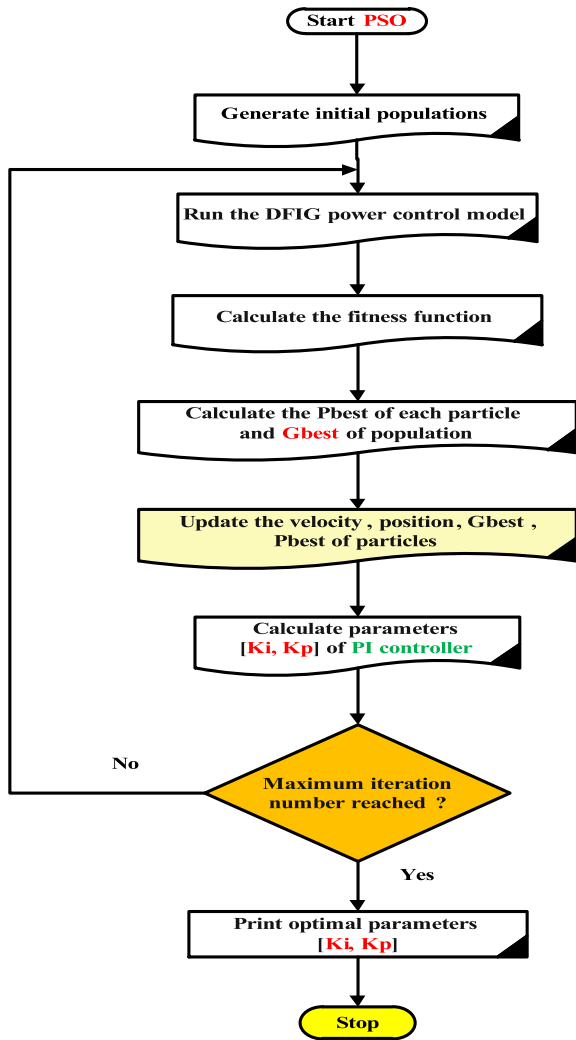 Start PSO
Generate initial populations
Run the DFIG power control model
Calculate the fitness function
Calculate the Pbest of each particle
and Gbest of population
Update the velocity , position , Gbest ,
Pbest of particles
Calculate parameters
[Ki, Kp] of PI controller
Maximum iteration
number reached ?
No
Yes
Print optimal parameters
[Ki, Kp]
Stop